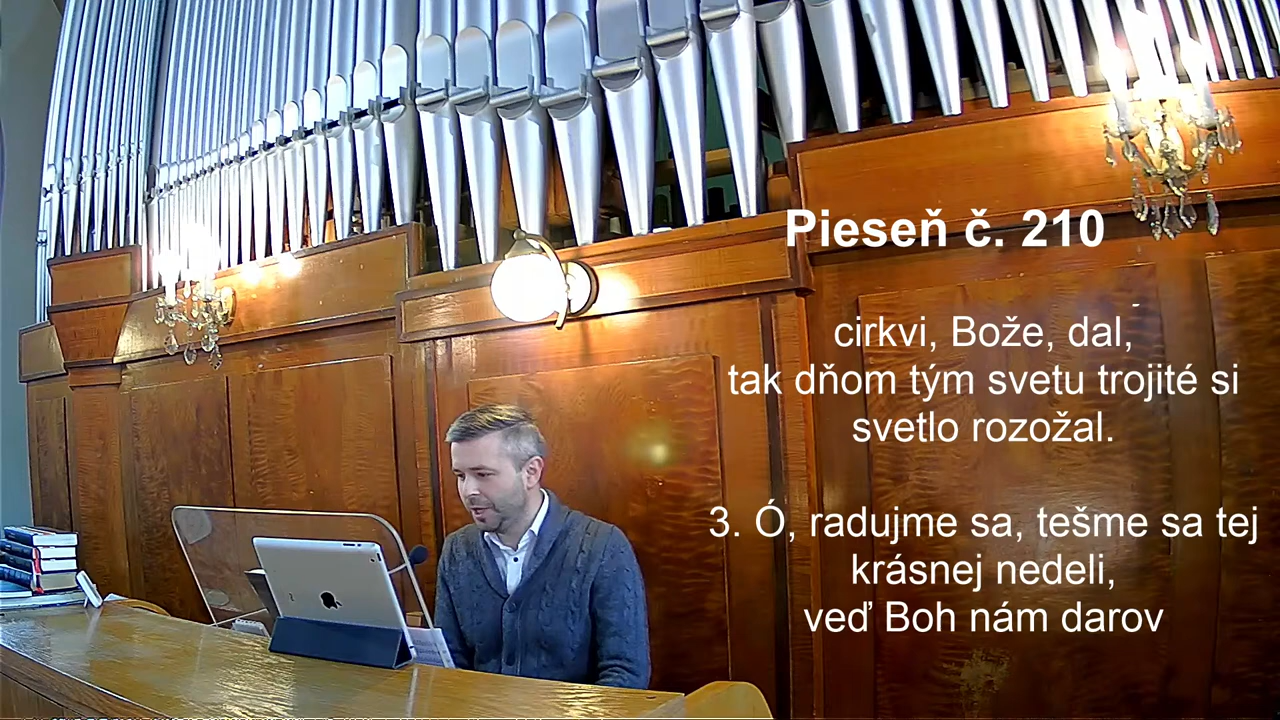 Pieseň č. 210
cirkvi, Bože, dal,
tak dňom tým svetu trojité si
svetlo rozožal.
3. Ó, radujme sa, tešme sa tej
krásnej nedeli,
veď Boh nám darov